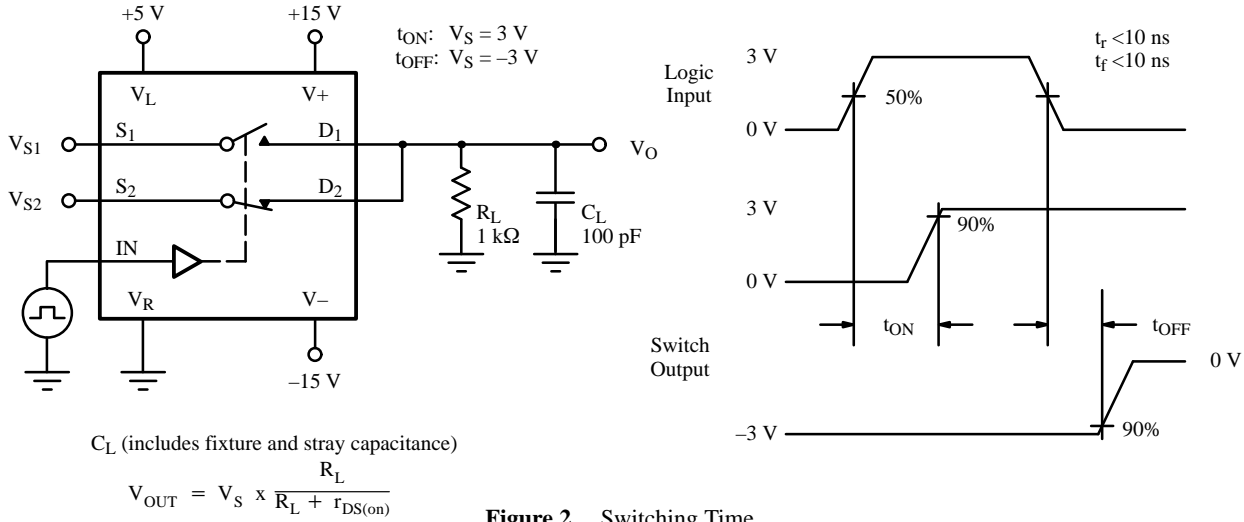 +5 V
+15 V
tON: VS = 3 V
tOFF: VS = –3 V
VL
V+
VS1
S1
D1
VO
VS2
S2
D2
RL
1 kΩ
CL
100 pF
IN
VR
V–
–15 V
CL (includes fixture and stray capacitance)
VOUT = VS x RL / RL + rDS(on)
Logic
Input
3 V
0 V
50%
tr <10 ns
tf <10 ns
3 V
0 V
90%
tON
tOFF
Switch
Output
0 V
–3 V
90%
Figure 2. Switching Time